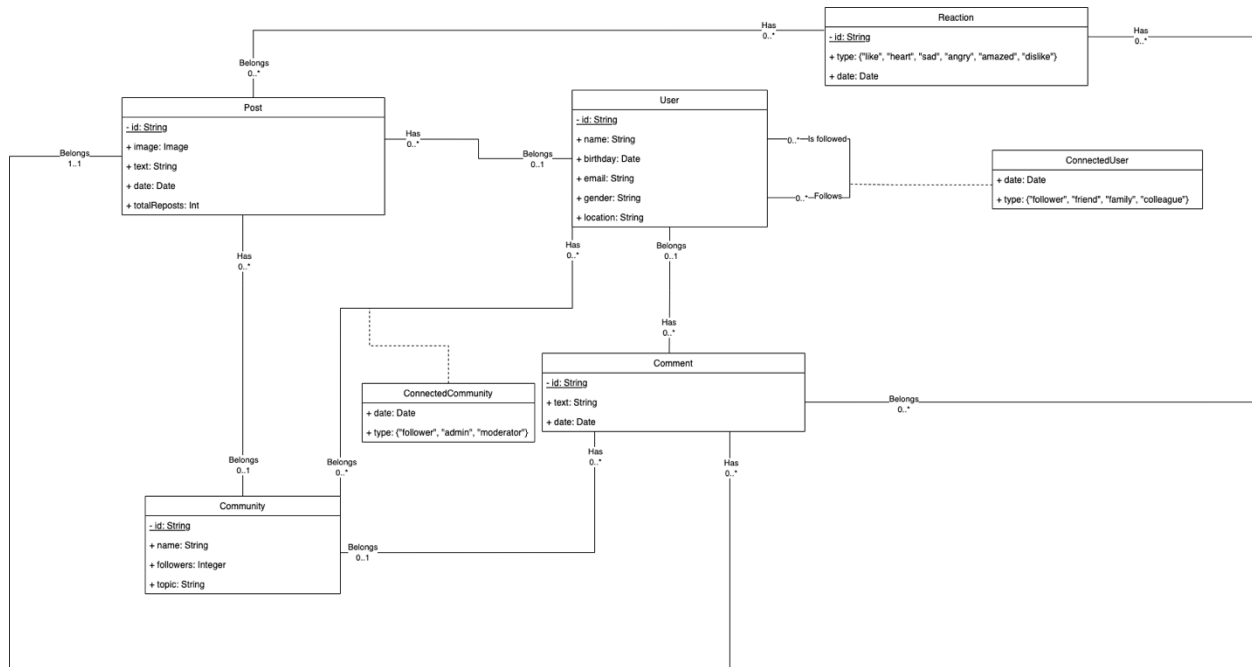 Reaction
- id: String
+ type: {"like", "heart", "sad", "angry", "amazed", "dislike"}
+ date: Date
Has
0..*
Has
0..*
Belongs
0..*
Post
- id: String
+ image: Image
+ text: String
+ date: Date
+ totalReposts: Int
Belongs
1..1
Has
0..*
Belongs
0..1
User
- id: String
+ name: String
+ birthday: Date
+ email: String
+ gender: String
+ location: String
0..*
Is followed
0..*
Follows
ConnectedUser
+ date: Date
+ type: {"follower", "friend", "family", "colleague"}
Has
0..*
Has
0..*
Belongs
0..1
Has
0..*
Comment
- id: String
+ text: String
+ date: Date
Belongs
0..*
ConnectedCommunity
+ date: Date
+ type: {"follower", "admin", "moderator"}
Belongs
0..1
Belongs
0..*
Has
0..*
Has
0..*
Community
- id: String
+ name: String
+ followers: Integer
+ topic: String
Belongs
0..1